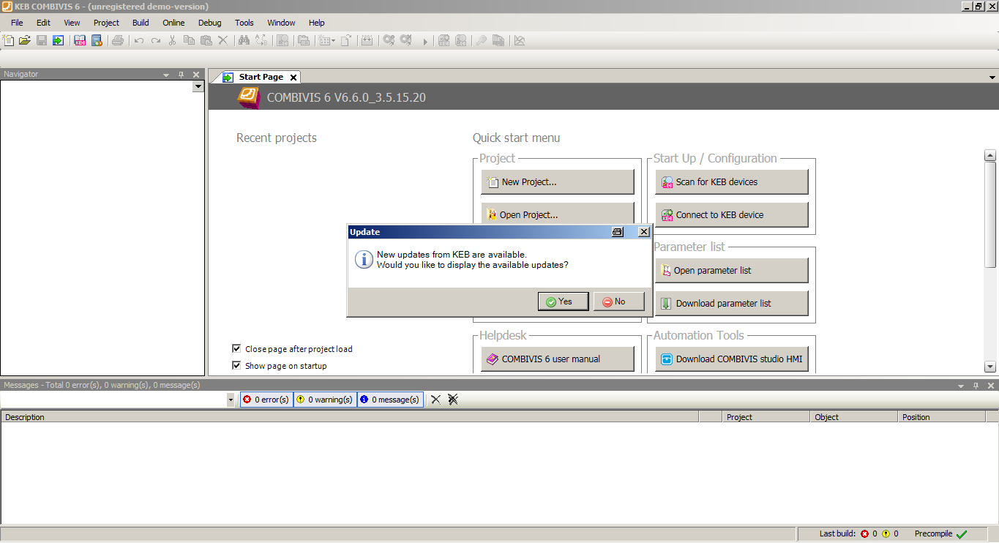 KEB COMBIVIS 6 - (unregistered demo-version)
File Edit View Project Build Online Debug Tools Window Help
Navigator
Start Page
COMBIVIS 6 V6.6.0_3.5.15.20
Recent projects
Quick start menu
Project
New Project...
Open Project...
Start Up / Configuration
Scan for KEB devices
Connect to KEB device
Update
New updates from KEB are available.
Would you like to display the available updates?
Yes
No
Parameter list
Open parameter list
Download parameter list
Close page after project load
Show page on startup
Helpdesk
COMBIVIS 6 user manual
Automation Tools
Download COMBIVIS studio HMI
Messages - Total 0 error(s), 0 warning(s), 0 message(s)
0 error(s) 0 warning(s) 0 message(s)
Description Project Object Position
Last build: 0 0 Precompile